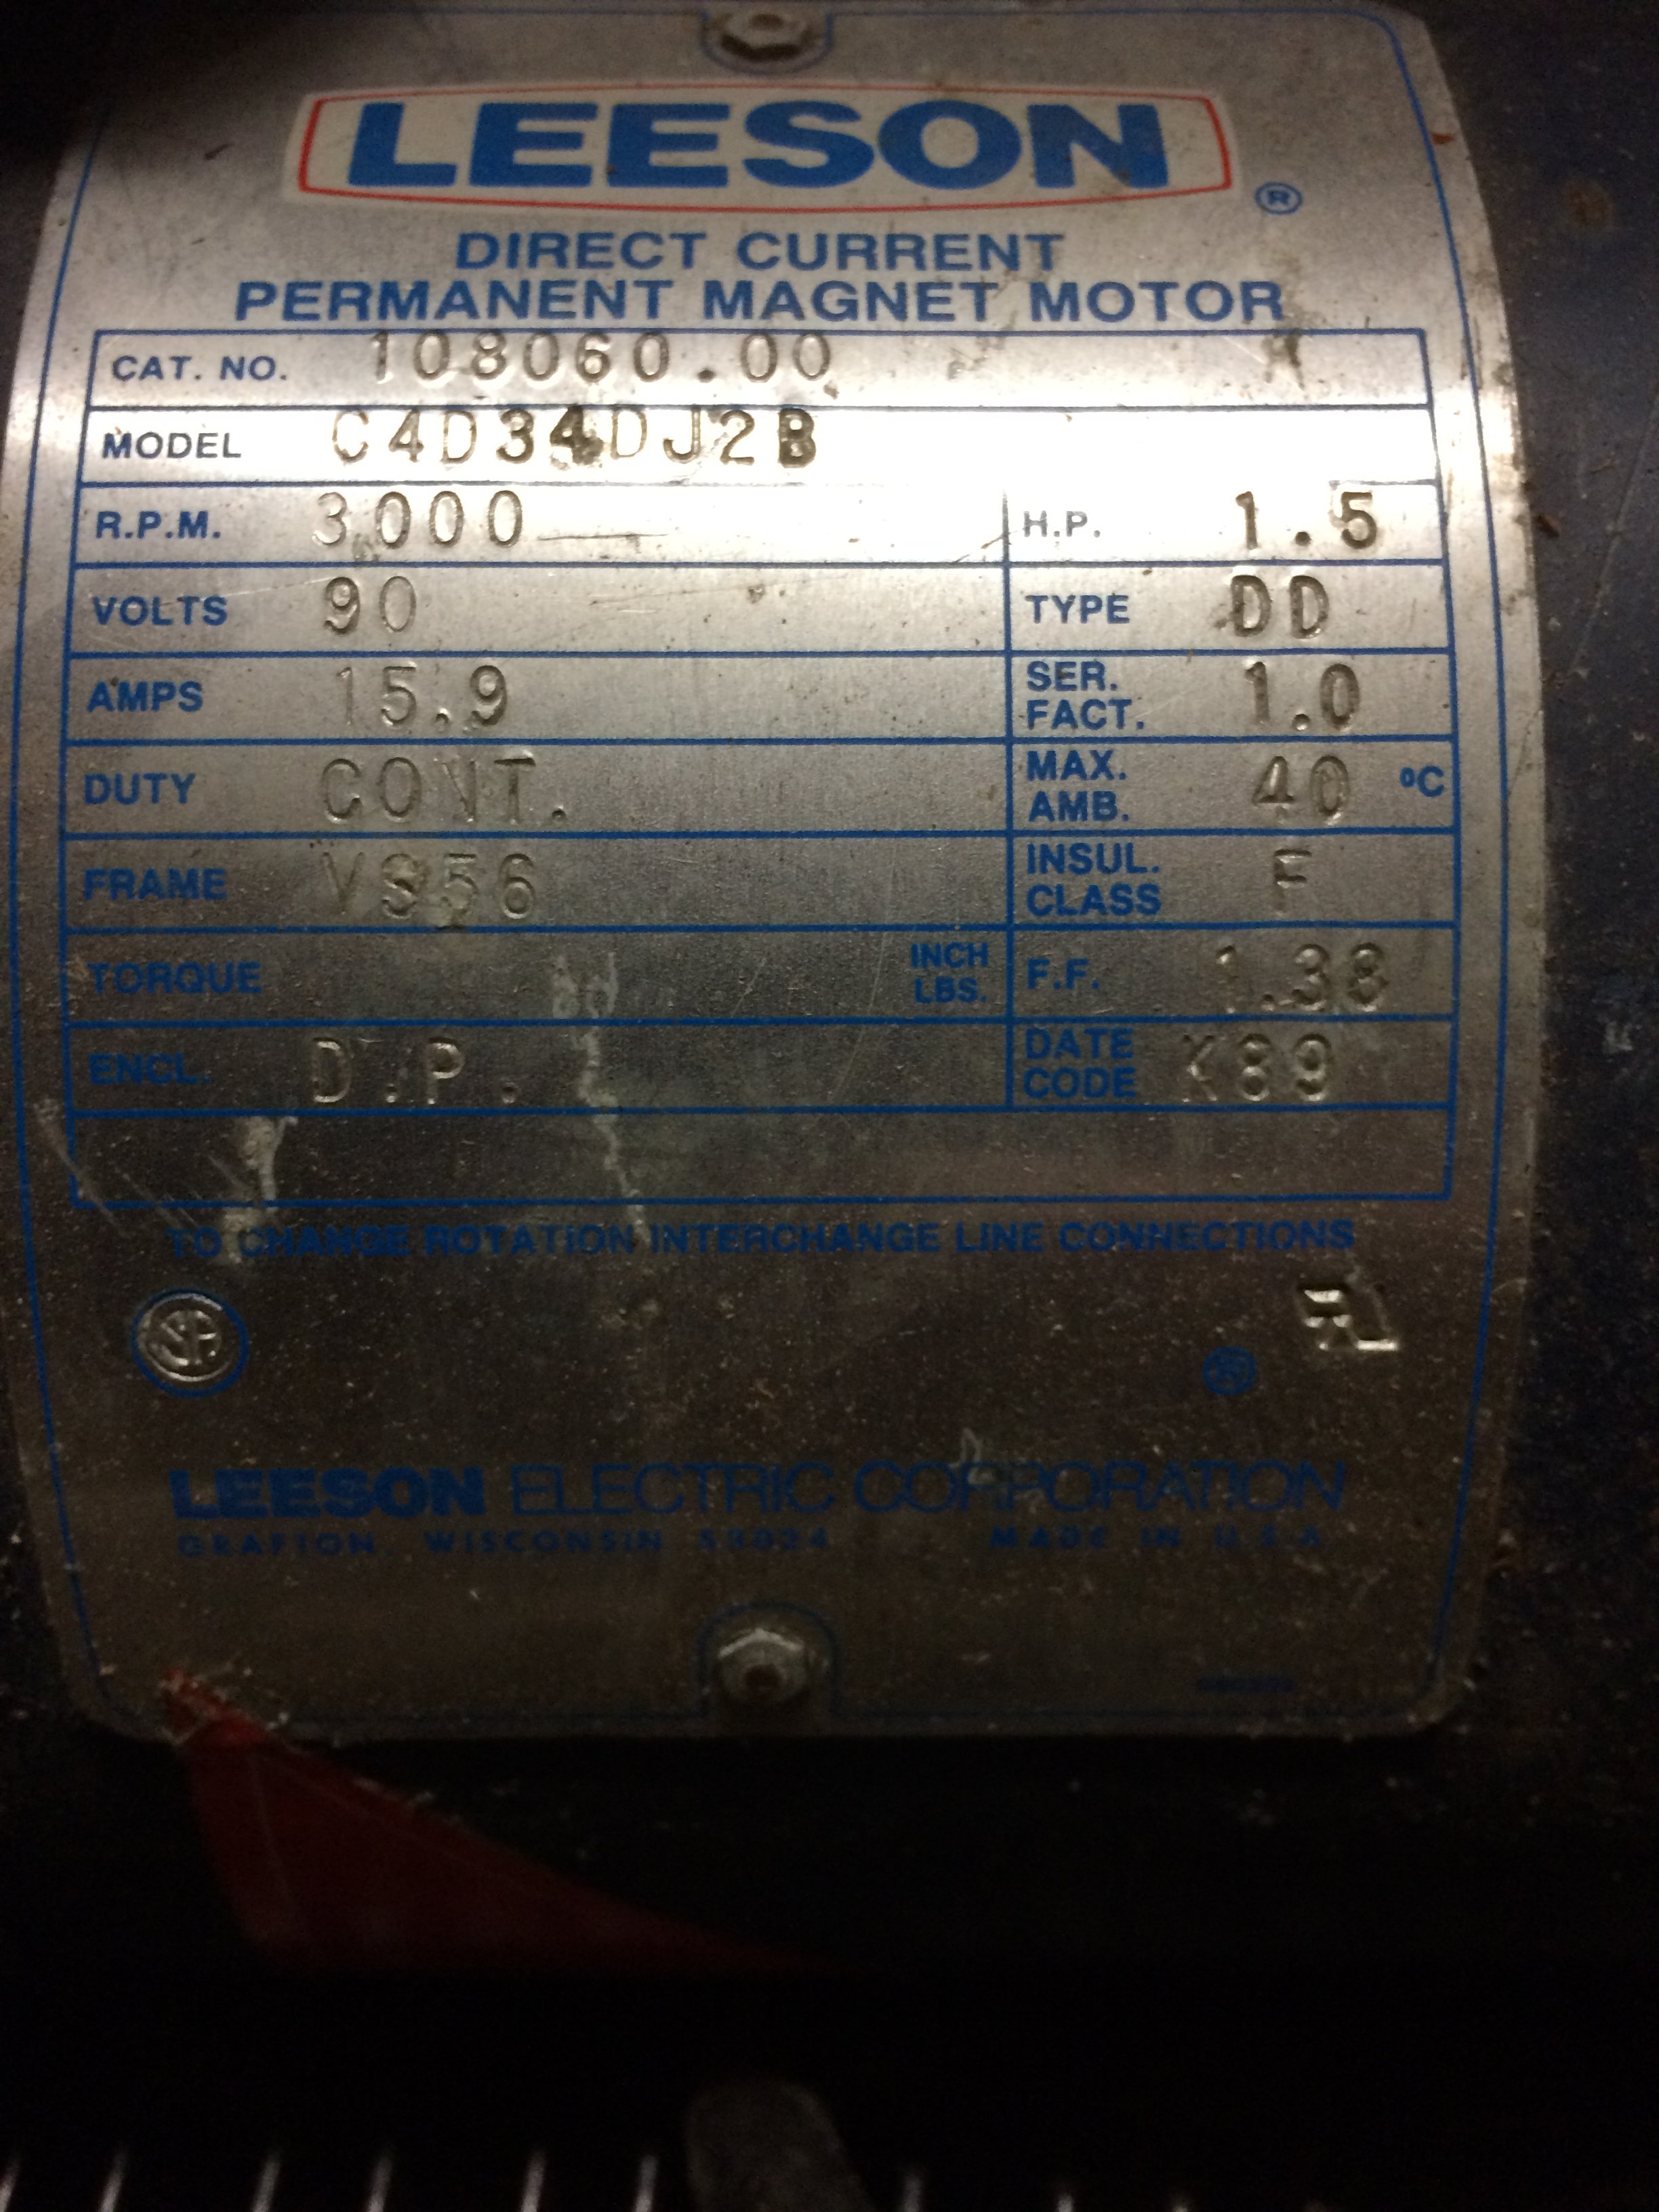 LEESON ®
DIRECT CURRENT
PERMANENT MAGNET MOTOR
CAT. NO. 108060.00
MODEL C4D34DJ2B
R.P.M. 3000 H.P. 1.5
VOLTS 90 TYPE DD
AMPS 15.9 SER. FACT. 1.0
DUTY CONT. MAX. AMB. 40 °C
FRAME VS56 INSUL. CLASS F
TORQUE INCH LBS. F.F. 1.38
ENCL. D.P. DATE CODE K89
TO CHANGE ROTATION INTERCHANGE LINE CONNECTIONS
SA
®
LEESON ELECTRIC CORPORATION
GRAFTON, WISCONSIN 53024 MADE IN U.S.A.